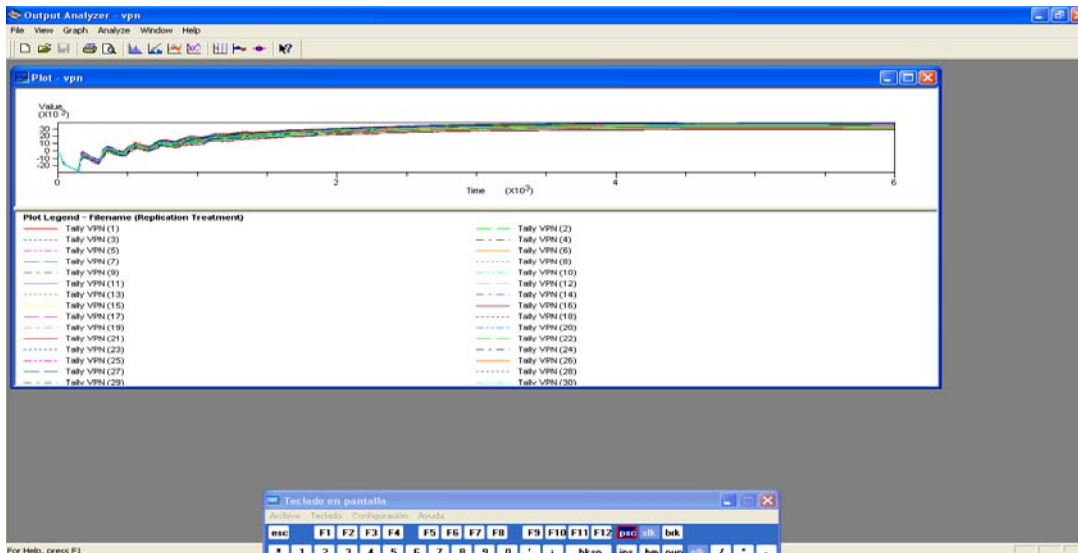 Output Analyzer - vpn
File View Graph Analyze Window Help
Plot - vpn
Value
(X10 3)
30
20
10
0
-10
-20
0 2 4 6
Time (X10 3)
Plot Legend - Filename (Replication Treatment)
Tally VPN (1) Tally VPN (2)
Tally VPN (3) Tally VPN (4)
Tally VPN (5) Tally VPN (6)
Tally VPN (7) Tally VPN (8)
Tally VPN (9) Tally VPN (10)
Tally VPN (11) Tally VPN (12)
Tally VPN (13) Tally VPN (14)
Tally VPN (15) Tally VPN (16)
Tally VPN (17) Tally VPN (18)
Tally VPN (19) Tally VPN (20)
Tally VPN (21) Tally VPN (22)
Tally VPN (23) Tally VPN (24)
Tally VPN (25) Tally VPN (26)
Tally VPN (27) Tally VPN (28)
Tally VPN (29) Tally VPN (30)
Teclado en pantalla
Archivo Teclado Configuración Ayuda
esc F1 F2 F3 F4 F5 F6 F7 F8 F9 F10 F11 F12 psc slk brk
1 2 3 4 5 6 7 8 9 0 ' ¡ bksp ins hm pup nlk / * -
For Help, press F1